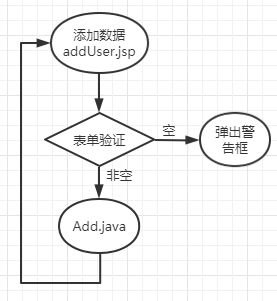 添加数据
addUser.jsp
表单验证
空
弹出警
告框
非空
Add.java